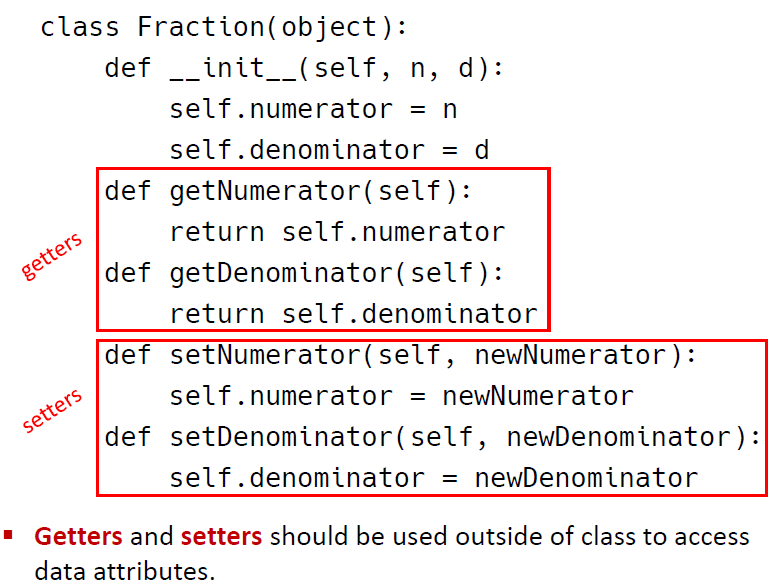 class Fraction(object):
    def __init__(self, n, d):
        self.numerator = n
        self.denominator = d
    def getNumerator(self):
        return self.numerator
getters
    def getDenominator(self):
        return self.denominator
    def setNumerator(self, newNumerator):
        self.numerator = newNumerator
setters
    def setDenominator(self, newDenominator):
        self.denominator = newDenominator
▪ Getters and setters should be used outside of class to access
data attributes.